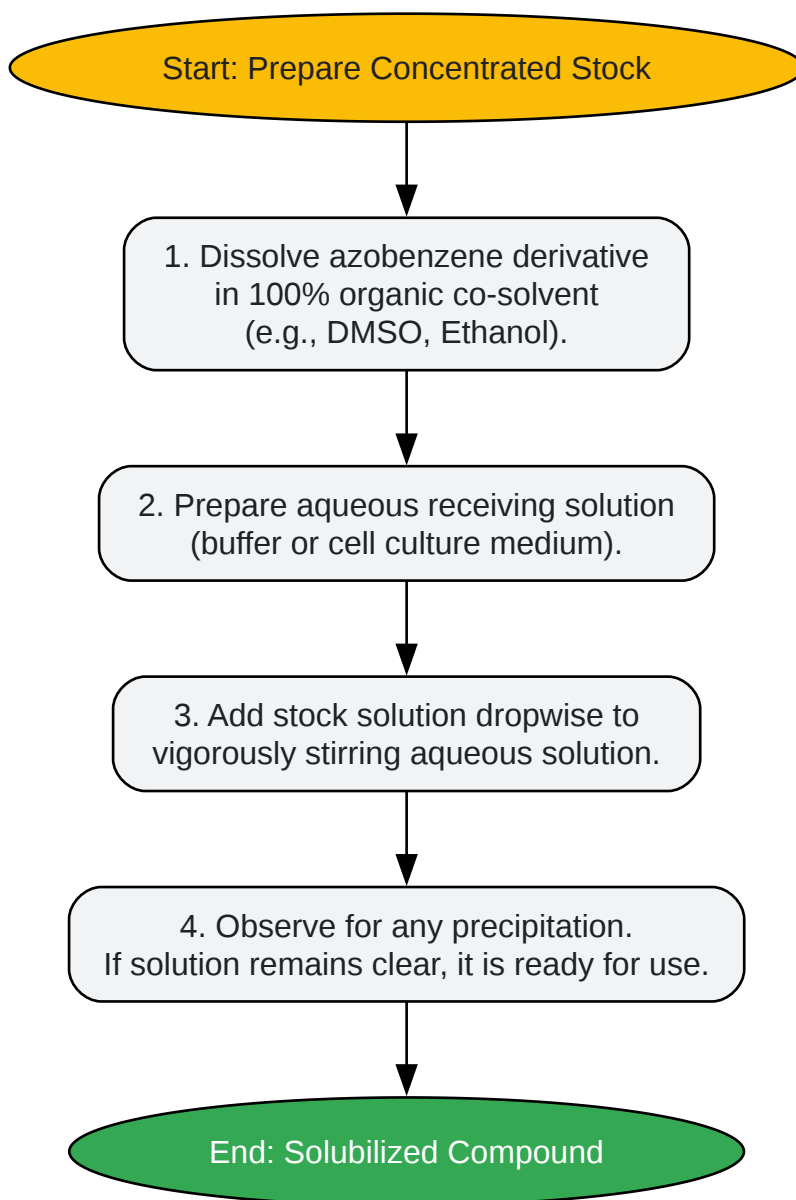 Start: Prepare Concentrated Stock
1. Dissolve azobenzene derivative
in 100% organic co-solvent
(e.g., DMSO, Ethanol).
2. Prepare aqueous receiving solution
(buffer or cell culture medium).
3. Add stock solution dropwise to
vigorously stirring aqueous solution.
4. Observe for any precipitation.
If solution remains clear, it is ready for use.
End: Solubilized Compound